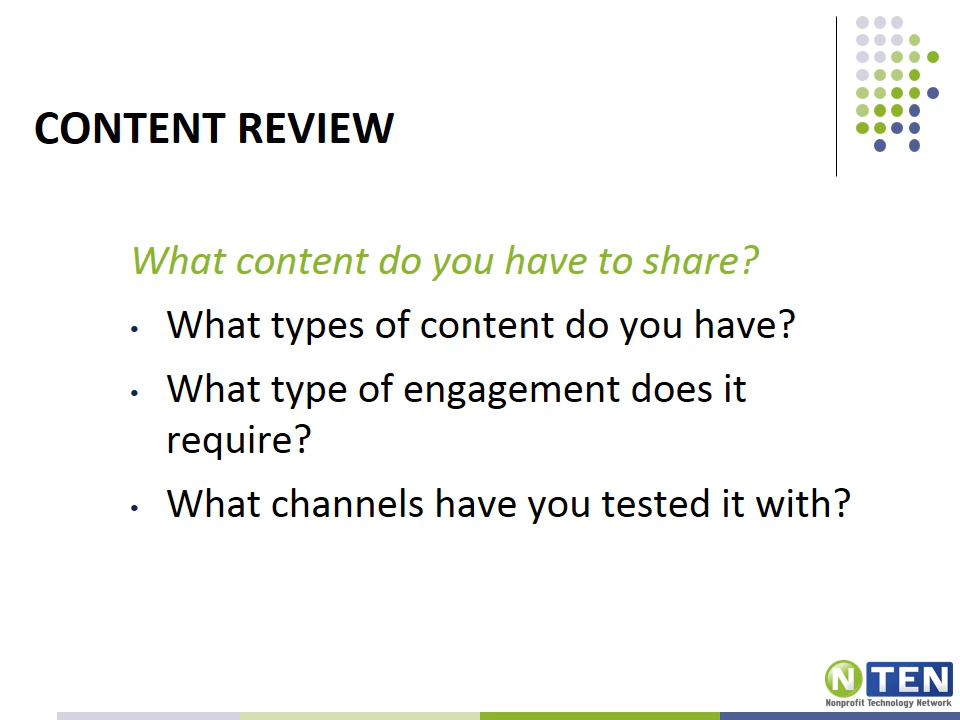 CONTENT REVIEW
What content do you have to share?
• What types of content do you have?
• What type of engagement does it
require?
• What channels have you tested it with?
NTEN
Nonprofit Technology Network